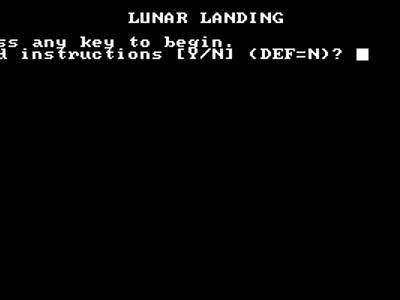 LUNAR LANDING
ss any key to begin.
d instructions [Y/N] (DEF=N)?